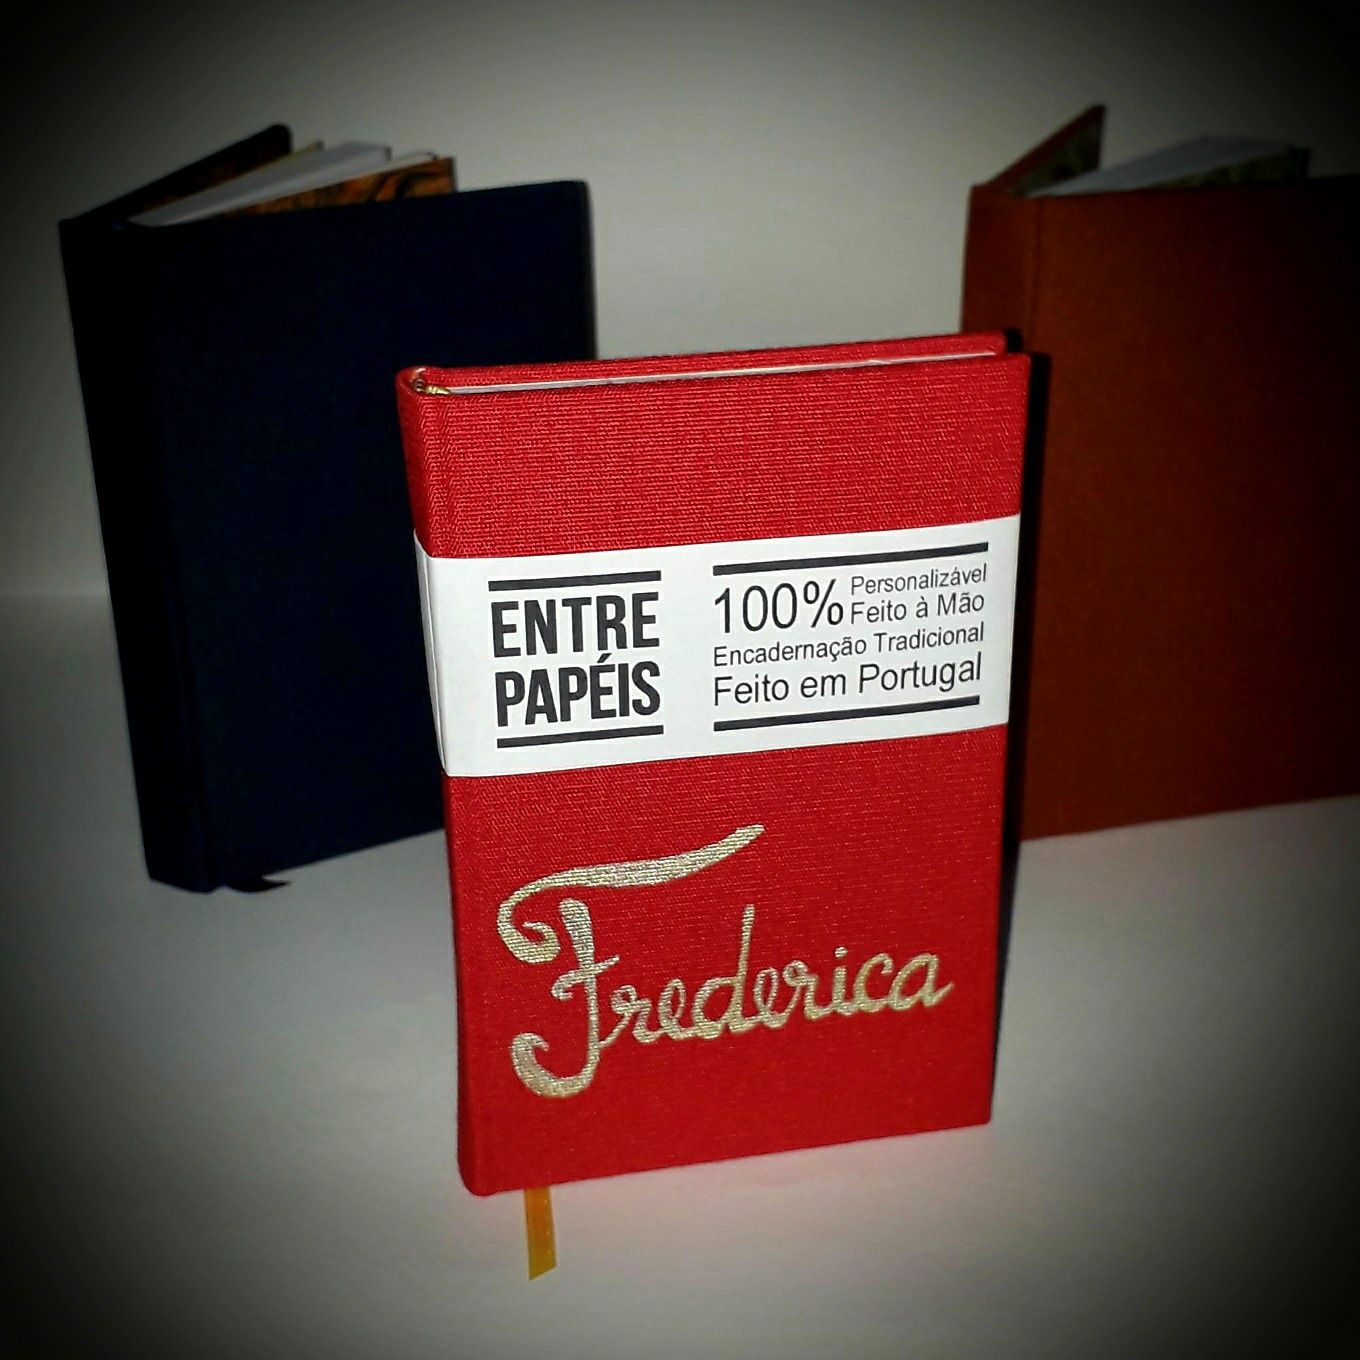 ENTRE
PAPÉIS
100% Personalizável
Feito à Mão
Encadernação Tradicional
Feito em Portugal
Frederica